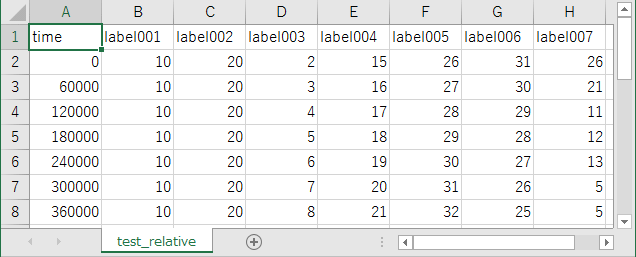 A B C D E F G H
1 time label001 label002 label003 label004 label005 label006 label007
2 0 10 20 2 15 26 31 26
3 60000 10 20 3 16 27 30 21
4 120000 10 20 4 17 28 29 11
5 180000 10 20 5 18 29 28 12
6 240000 10 20 6 19 30 27 13
7 300000 10 20 7 20 31 26 5
8 360000 10 20 8 21 32 25 5
test_relative